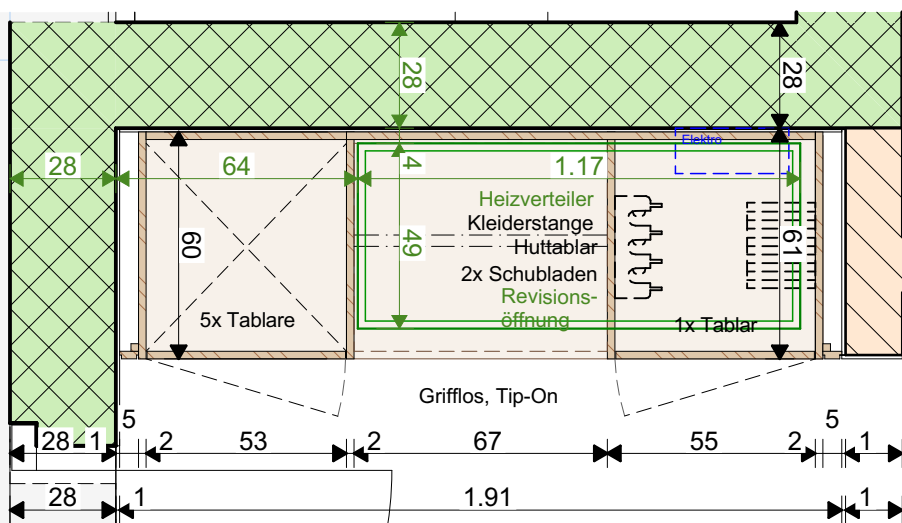 28
28
Elektro
28
64
4
1.17
Heizverteiler
Kleiderstange
60
49
Huttablar
61
2x Schubladen
Revisions-
öffnung
5x Tablare
1x Tablar
Grifflos, Tip-On
5
5
28
1
2
53
2
67
55
2
1
28
1
1.91
1